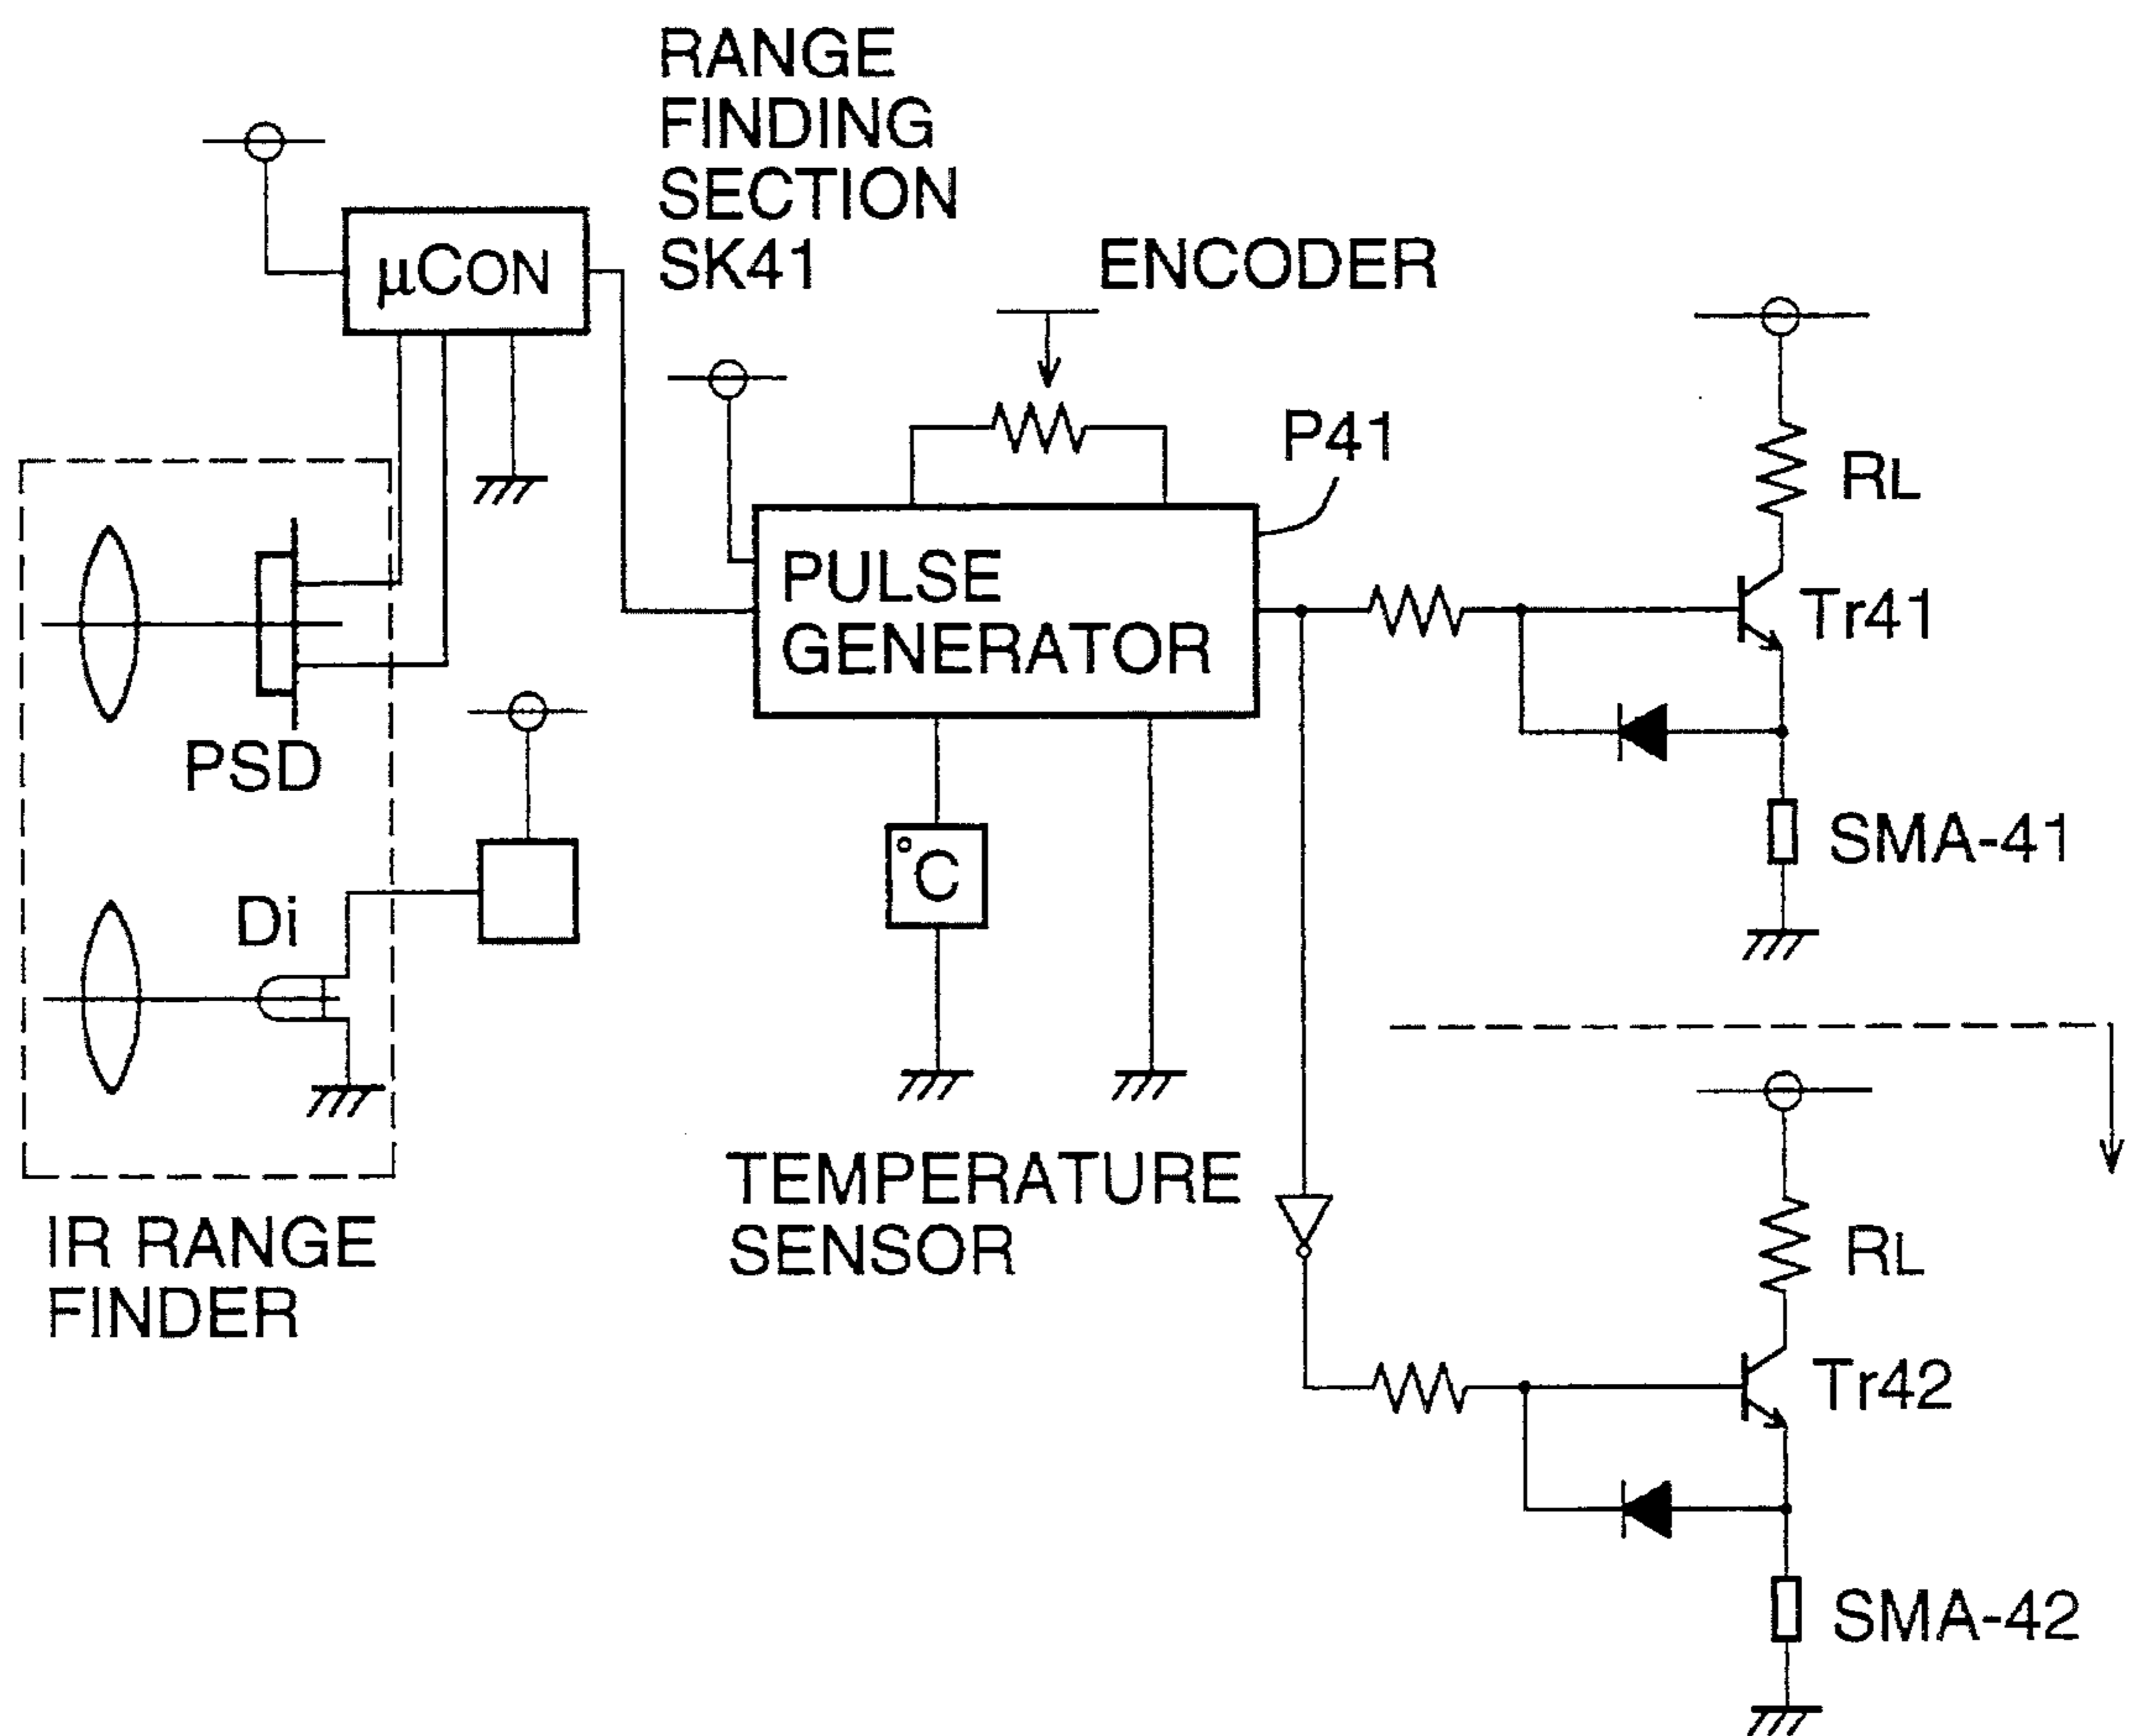 RANGE
FINDING
SECTION
SK41
μCON
ENCODER
P41
RL
PULSE
GENERATOR
Tr41
PSD
°C
SMA-41
Di
TEMPERATURE
SENSOR
IR RANGE
FINDER
RL
Tr42
SMA-42